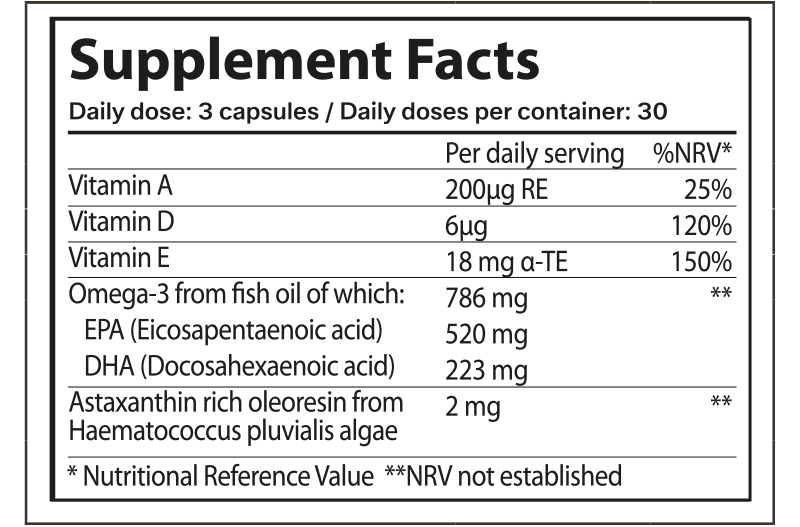 Supplement Facts
Daily dose: 3 capsules / Daily doses per container: 30
Per daily serving %NRV*
Vitamin A 200µg RE 25%
Vitamin D 6µg 120%
Vitamin E 18 mg α-TE 150%
Omega-3 from fish oil of which: 786 mg **
EPA (Eicosapentaenoic acid) 520 mg
DHA (Docosahexaenoic acid) 223 mg
Astaxanthin rich oleoresin from 2 mg **
Haematococcus pluvialis algae
* Nutritional Reference Value **NRV not established